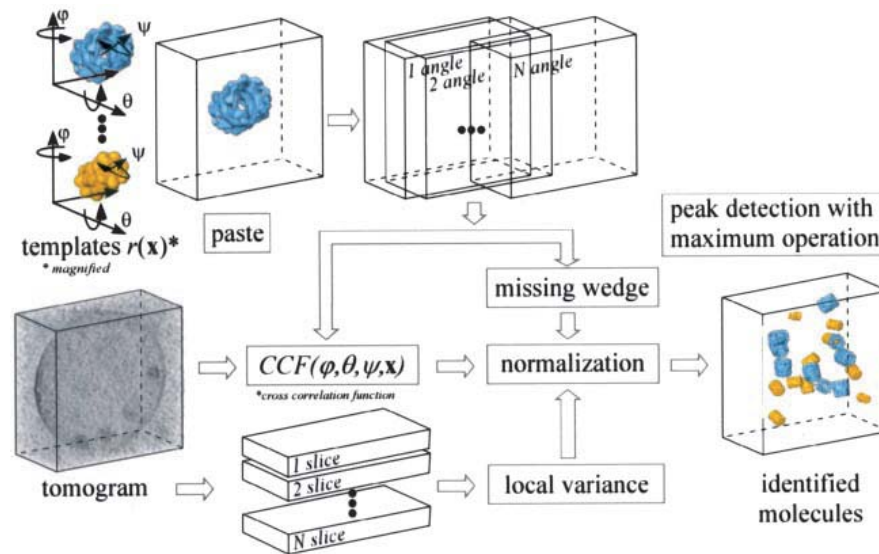 φ
ψ
θ
φ
ψ
θ
templates r(x)*
* magnified
paste
1 angle
2 angle
N angle
peak detection with
maximum operation
missing wedge
CCF(φ,θ,ψ,x)
*cross correlation function
normalization
tomogram
1 slice
2 slice
N slice
local variance
identified
molecules